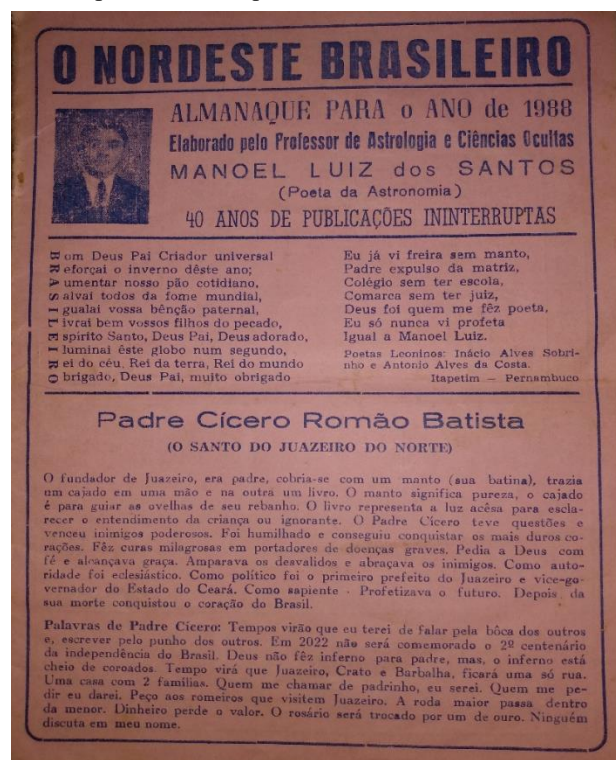 O NORDESTE BRASILEIRO
ALMANAQUE PARA o ANO de 1988
Elaborado pelo Professor de Astrologia e Ciências Ocultas
MANOEL LUIZ dos SANTOS
(Poeta da Astronomia)
40 ANOS DE PUBLICAÇÕES ININTERRUPTAS
Bom Deus Pai Criador universal
Reforçai o inverno dêste ano;
Aumentar nosso pão cotidiano,
Salvai todos da fome mundial,
Igualai vossa bênção paternal,
Livrai bem vossos filhos do pecado,
Espirito Santo, Deus Pai, Deus adorado,
Iluminai êste globo num segundo,
Rei do céu, Rei da terra, Rei do mundo
Obrigado, Deus Pai, muito obrigado
Eu já vi freira sem manto,
Padre expulso da matriz,
Colégio sem ter escola,
Comarca sem ter juiz,
Deus foi quem me fêz poeta,
Eu só nunca vi profeta
Igual a Manoel Luiz.
Poetas Leoninos: Inácio Alves Sobri-
nho e Antonio Alves da Costa.
Itapetim — Pernambuco
Padre Cícero Romão Batista
(O SANTO DO JUAZEIRO DO NORTE)
O fundador de Juazeiro, era padre, cobria-se com um manto (sua batina), trazia
um cajado em uma mão e na outra um livro. O manto significa pureza, o cajado
é para guiar as ovelhas de seu rebanho. O livro representa a luz acêsa para escla-
recer o entendimento da criança ou ignorante. O Padre Cícero teve questões e
venceu inimigos poderosos. Foi humilhado e conseguiu conquistar os mais duros co-
rações. Fêz curas milagrosas em portadores de doenças graves. Pedia a Deus com
fé e alcançava graça. Amparava os desvalidos e abraçava os inimigos. Como auto-
ridade foi eclesiástico. Como político foi o primeiro prefeito do Juazeiro e vice-go-
vernador do Estado do Ceará. Como sapiente - Profetizava o futuro. Depois da
sua morte conquistou o coração do Brasil.
Palavras de Padre Cícero: Tempos virão que eu terei de falar pela bôca dos outros
e, escrever pelo punho dos outros. Em 2022 não será comemorado o 2º centenário
da independência do Brasil. Deus não fêz inferno para padre, mas, o inferno está
cheio de coroados. Tempo virá que Juazeiro, Crato e Barbalha, ficará uma só rua.
Uma casa com 2 famílias. Quem me chamar de padrinho, eu serei. Quem me pe-
dir eu darei. Peço aos romeiros que visitem Juazeiro. A roda maior passa dentro
da menor. Dinheiro perde o valor. O rosário será trocado por um de ouro. Ninguém
discuta em meu nome.